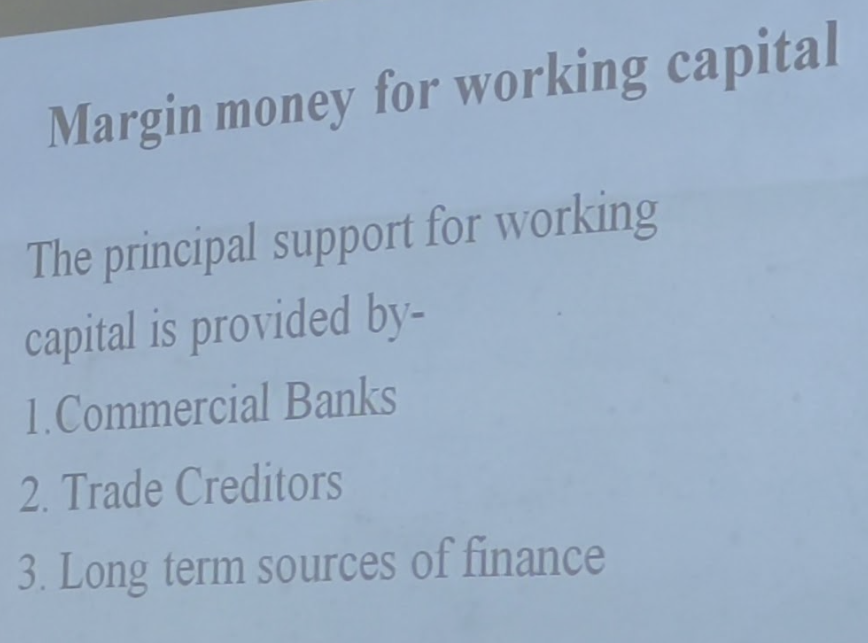 Margin money for working capital
The principal support for working
capital is provided by-
1.Commercial Banks
2. Trade Creditors
3. Long term sources of finance